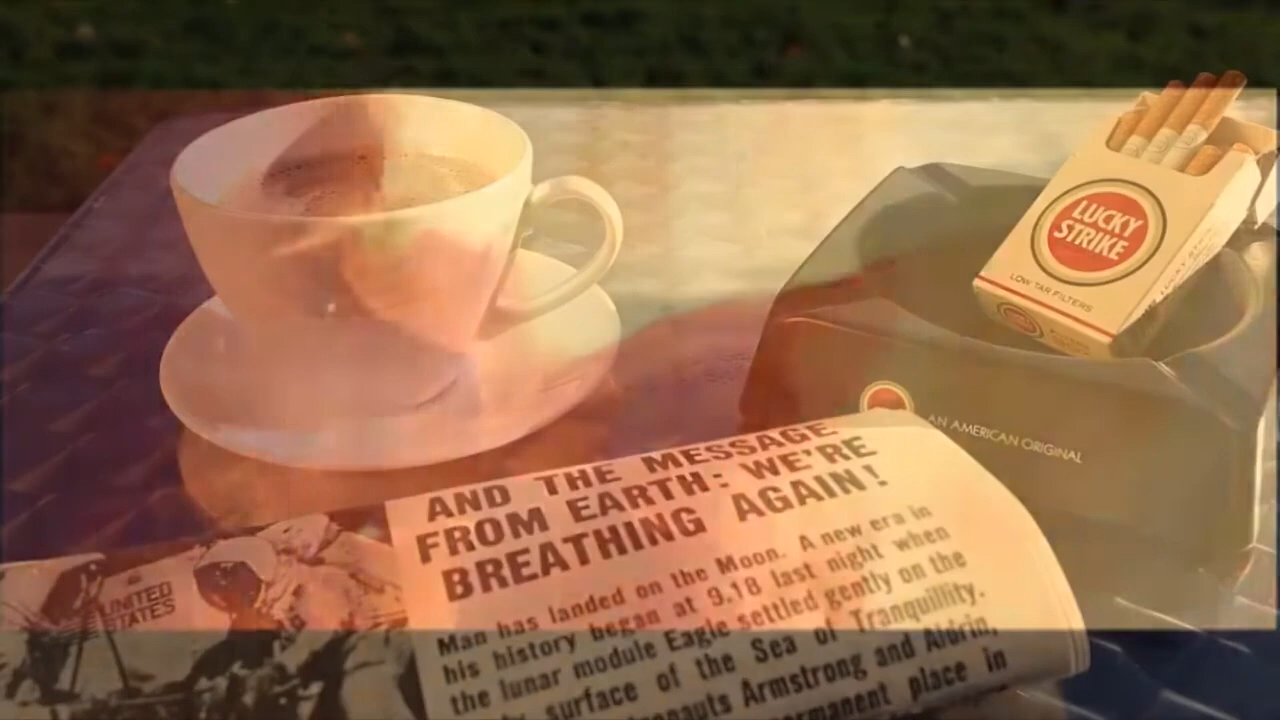 LUCKY
STRIKE
LOW TAR FILTERS
AN AMERICAN ORIGINAL
AND THE MESSAGE
FROM EARTH: WE'RE
BREATHING AGAIN!
UNITED
STATES
Man has landed on the Moon. A new era in
his history began at 9.18 last night when
the lunar module Eagle settled gently on the
surface of the Sea of Tranquillity.
Armstrong and Aldrin,
place in